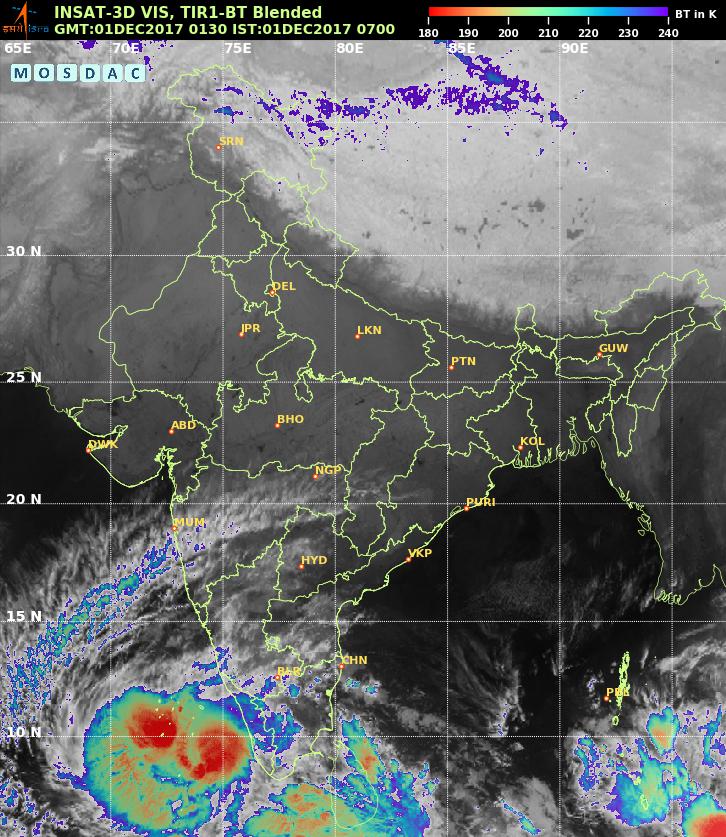 INSAT-3D VIS, TIR1-BT Blended
GMT:01DEC2017 0130 IST:01DEC2017 0700
BT in K
180 190 200 210 220 230 240
65E 70E 75E 80E 85E 90E
MOSDAC
SRN
30 N
DEL
JPR
LKN
GUW
PTN
25 N
BHO
ABD
KOL
DWK
NGP
20 N
PURI
MUM
VKP
HYD
15 N
CHN
BLR
10 N